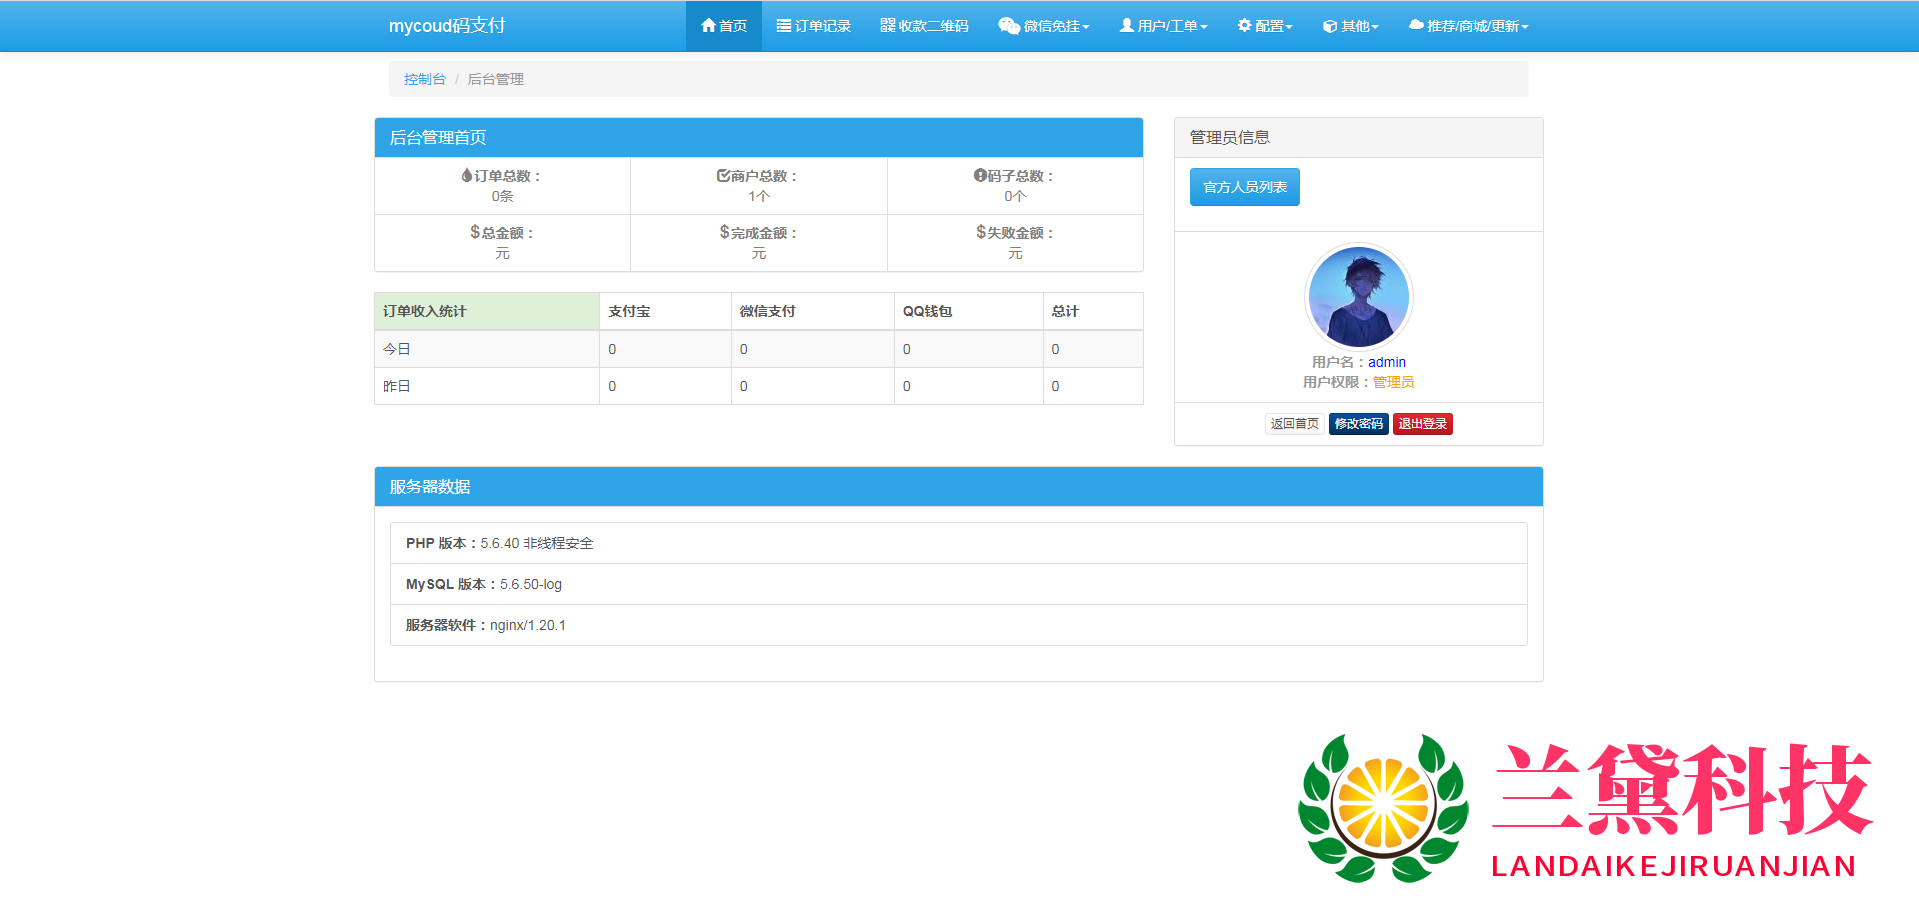 mycoud码支付 首页 订单记录 收款二维码 微信免挂 用户/工单 配置 其他 推荐/商城/更新
控制台 / 后台管理
后台管理首页
订单总数： 商户总数： 码子总数：
0条 1个 0个
$总金额： $完成金额： $失败金额：
元 元 元
订单收入统计 支付宝 微信支付 QQ钱包 总计
今日 0 0 0 0
昨日 0 0 0 0
管理员信息
官方人员列表
用户名：admin
用户权限：管理员
返回首页 修改密码 退出登录
服务器数据
PHP 版本：5.6.40 非线程安全
MySQL 版本：5.6.50-log
服务器软件：nginx/1.20.1
兰黛科技
LANDAIKEJIRUANJIAN